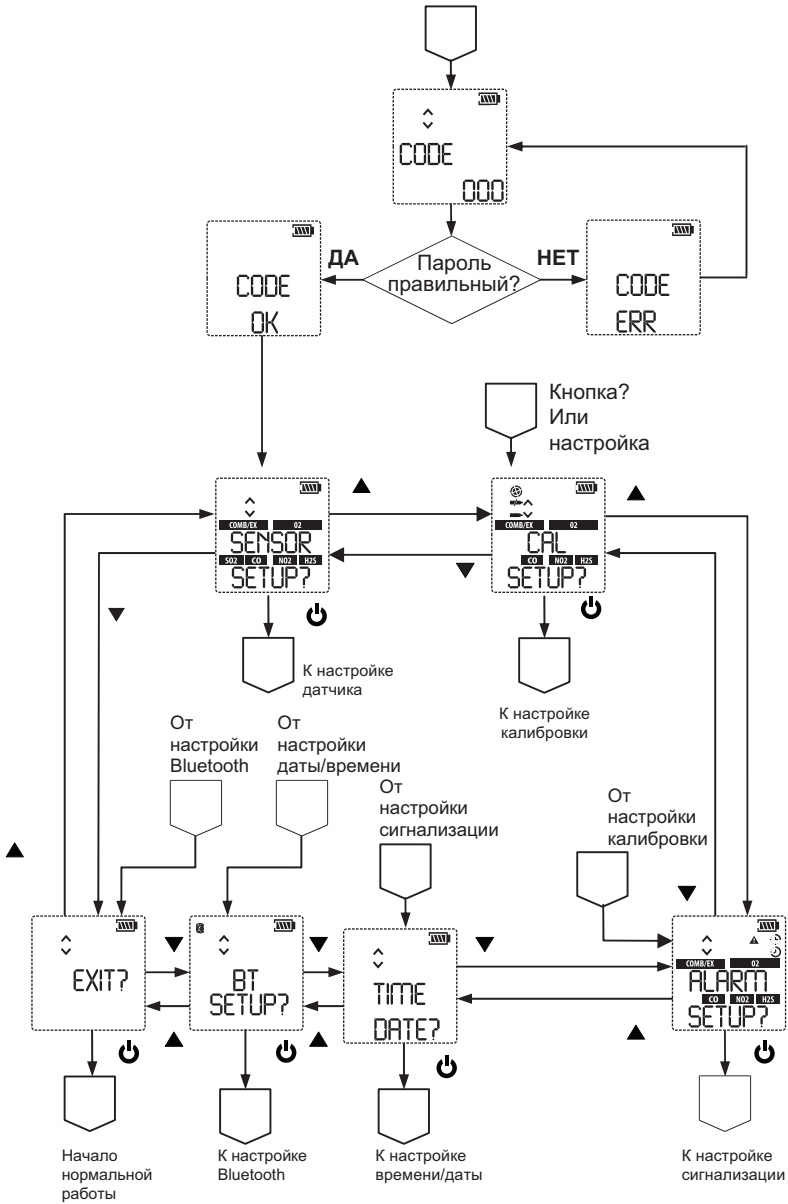 CODE
000
ДА
Пароль
правильный?
НЕТ
CODE
OK
CODE
ERR
Кнопка?
Или
настройка
COMB/EX O2
SENSOR
SO2 CO NO2 H2S
SETUP?
COMB/EX O2
CAL
CO NO2 H2S
SETUP?
К настройке
датчика
К настройке
калибровки
От
настройки
Bluetooth
От
настройки
даты/времени
От
настройки
сигнализации
От
настройки
калибровки
EXIT?
BT
SETUP?
TIME
DATE?
COMB/EX O2
ALARM
CO NO2 H2S
SETUP?
Начало
нормальной
работы
К настройке
Bluetooth
К настройке
времени/даты
К настройке
сигнализации